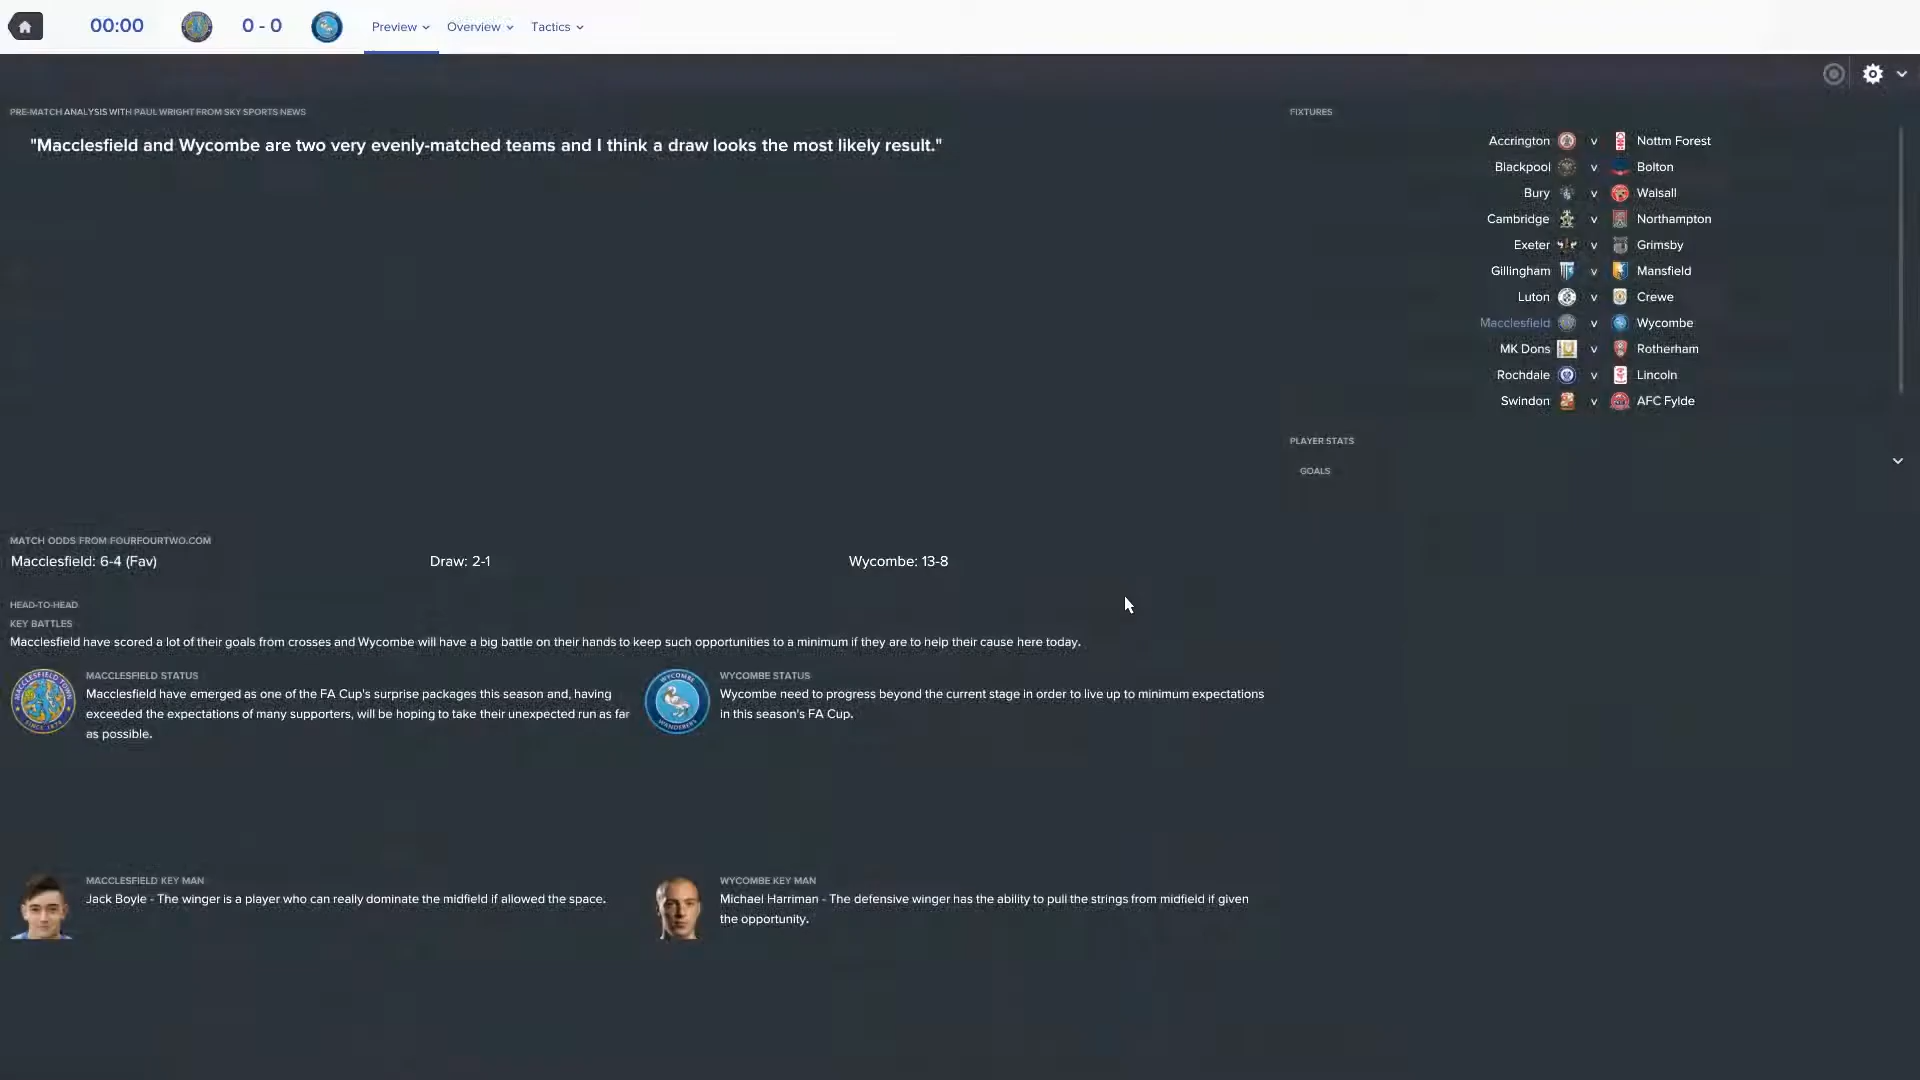 00:00
0 - 0
Preview
Overview
Tactics
PRE-MATCH ANALYSIS WITH PAUL WRIGHT FROM SKY SPORTS NEWS
"Macclesfield and Wycombe are two very evenly-matched teams and I think a draw looks the most likely result."
FIXTURES
Accrington v Nottm Forest
Blackpool v Bolton
Bury v Walsall
Cambridge v Northampton
Exeter v Grimsby
Gillingham v Mansfield
Luton v Crewe
Macclesfield v Wycombe
MK Dons v Rotherham
Rochdale v Lincoln
Swindon v AFC Fylde
PLAYER STATS
GOALS
MATCH ODDS FROM FOURFOURTWO.COM
Macclesfield: 6-4 (Fav)
Draw: 2-1
Wycombe: 13-8
HEAD-TO-HEAD
KEY BATTLES
Macclesfield have scored a lot of their goals from crosses and Wycombe will have a big battle on their hands to keep such opportunities to a minimum if they are to help their cause here today.
MACCLESFIELD STATUS
Macclesfield have emerged as one of the FA Cup's surprise packages this season and, having
exceeded the expectations of many supporters, will be hoping to take their unexpected run as far
as possible.
WYCOMBE STATUS
Wycombe need to progress beyond the current stage in order to live up to minimum expectations
in this season's FA Cup.
MACCLESFIELD KEY MAN
Jack Boyle - The winger is a player who can really dominate the midfield if allowed the space.
WYCOMBE KEY MAN
Michael Harriman - The defensive winger has the ability to pull the strings from midfield if given
the opportunity.